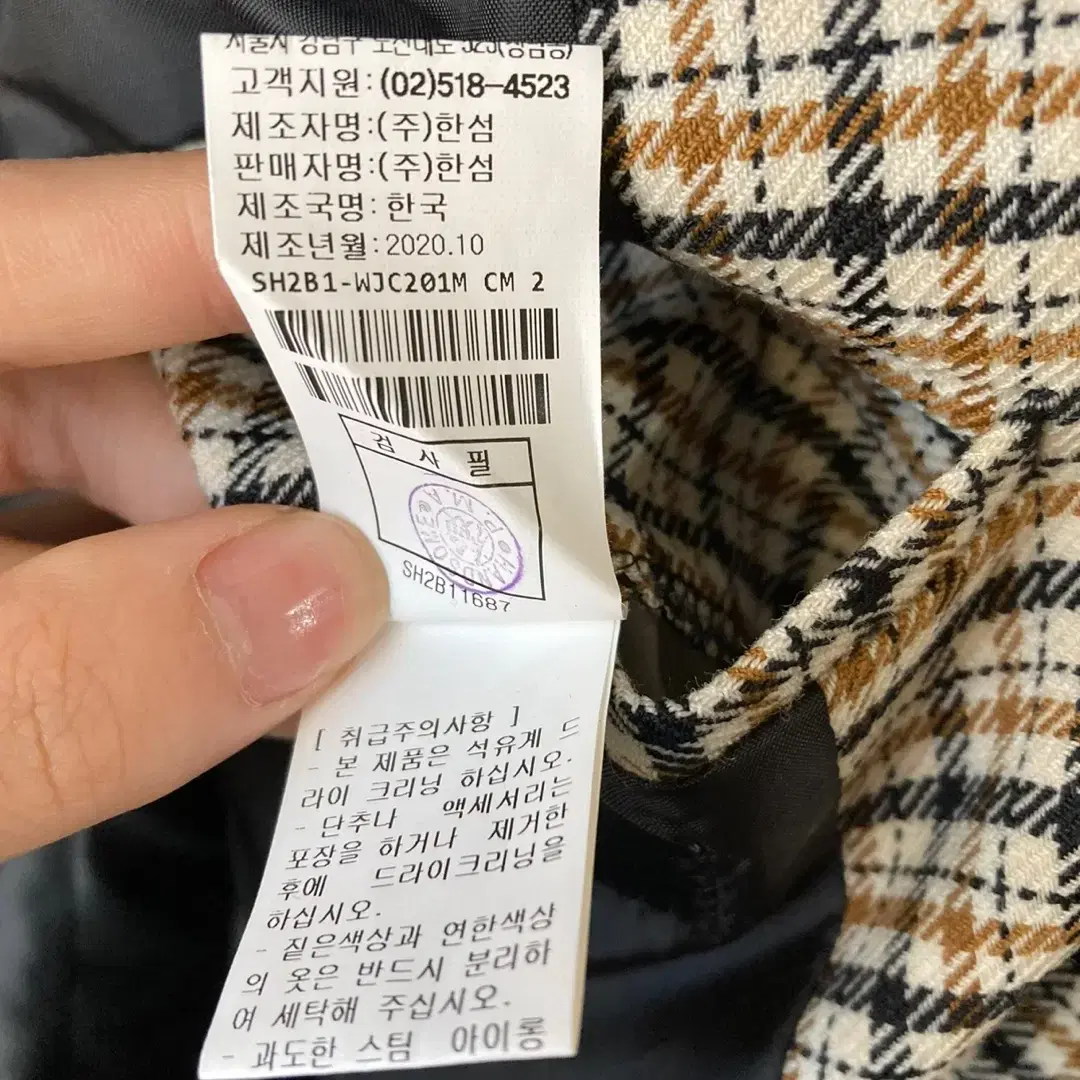 고객지원:(02)518-4523
제조자명:(주)한섬
판매자명:(주)한섬
제조국명: 한국
제조년월: 2020.10
SH2B1-WJC201M CM 2
검 사 필
HANDSOME
SH2B11687
[ 취급주의사항 ]
- 본 제품은 석유계 드
라이 크리닝 하십시오.
- 단추나 액세서리는
포장을 하거나 제거한
후에 드라이크리닝을
하십시오.
- 짙은색상과 연한색상
의 옷은 반드시 분리하
여 세탁해 주십시오.
- 과도한 스팀 아이롱